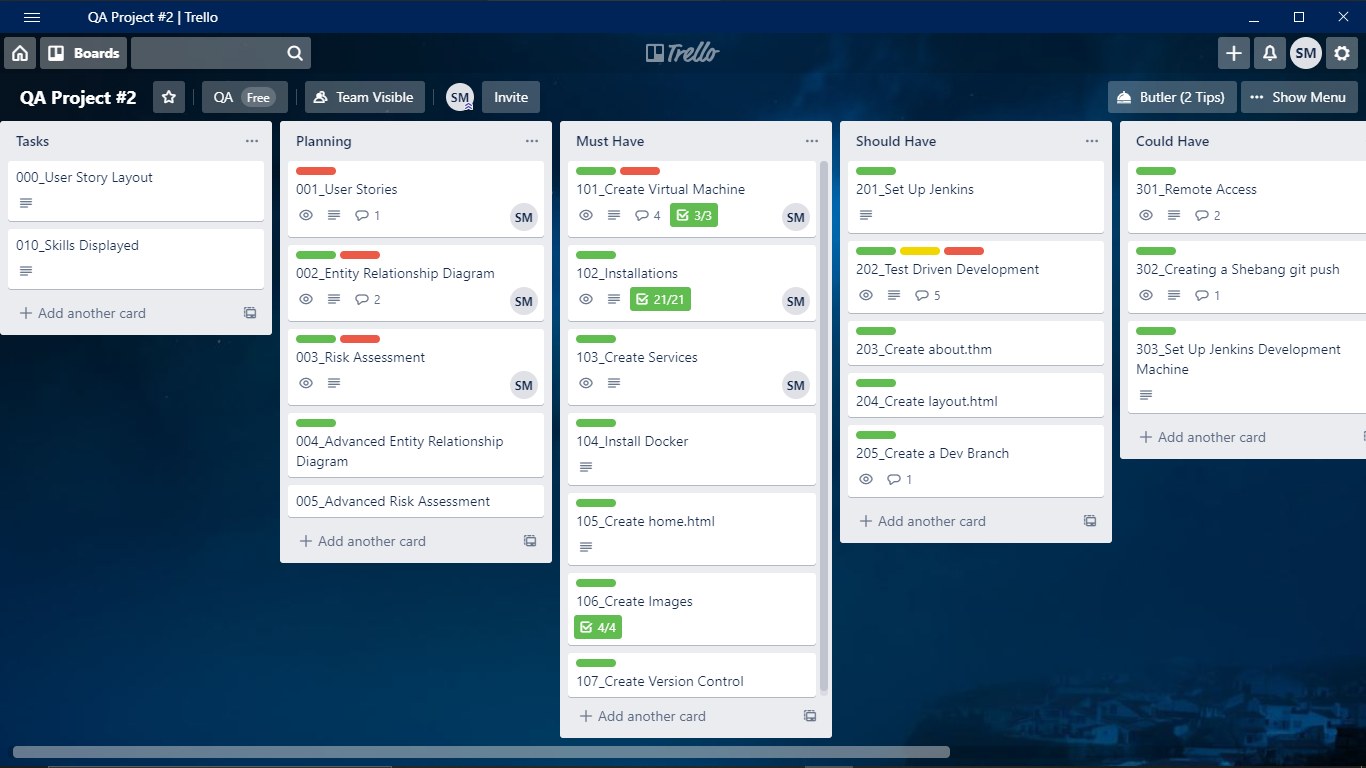 QA Project #2 | Trello
Boards
Trello
SM
QA Project #2
QA Free
Team Visible
SM
Invite
Butler (2 Tips)
Show Menu
Tasks
000_User Story Layout
010_Skills Displayed
Add another card
Planning
001_User Stories
1
SM
002_Entity Relationship Diagram
2
SM
003_Risk Assessment
SM
004_Advanced Entity Relationship
Diagram
005_Advanced Risk Assessment
Add another card
Must Have
101_Create Virtual Machine
4 3/3
SM
102_Installations
21/21
SM
103_Create Services
SM
104_Install Docker
105_Create home.html
106_Create Images
4/4
107_Create Version Control
Add another card
Should Have
201_Set Up Jenkins
202_Test Driven Development
5
203_Create about.thm
204_Create layout.html
205_Create a Dev Branch
1
Add another card
Could Have
301_Remote Access
2
302_Creating a Shebang git push
1
303_Set Up Jenkins Development
Machine
Add another card